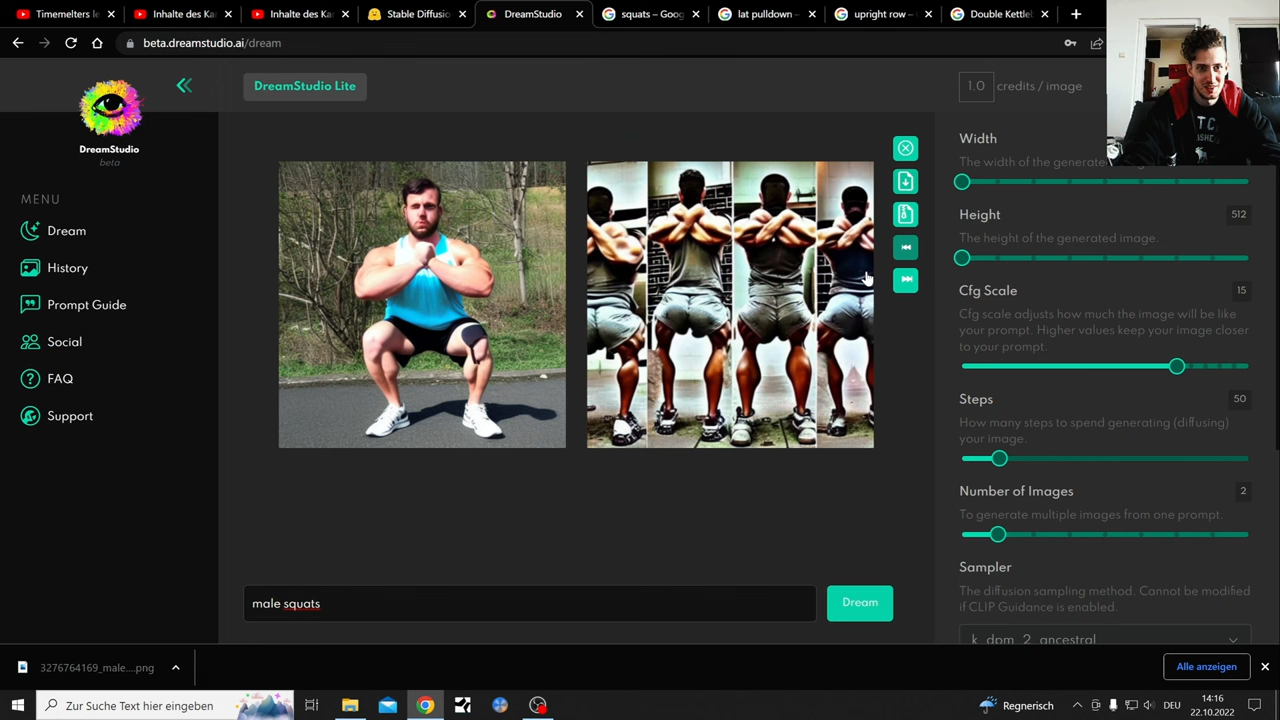 Timemelters le
Inhalte des Ka
Inhalte des Kan
Stable Diffusio
DreamStudio
squats – Goog
lat pulldown –
upright row –
Double Kettleb
beta.dreamstudio.ai/dream
DreamStudio
beta
MENU
Dream
History
Prompt Guide
Social
FAQ
Support
DreamStudio Lite
1.0 credits / image
male squats
Dream
Width
The width of the generate
Height
512
The height of the generated image.
Cfg Scale
15
Cfg scale adjusts how much the image will be like
your prompt. Higher values keep your image closer
to your prompt.
Steps
50
How many steps to spend generating (diffusing)
your image.
Number of Images
2
To generate multiple images from one prompt.
Sampler
The diffusion sampling method. Cannot be modified
if CLIP Guidance is enabled.
k_dpm_2_ancestral
3276764169_male....png
Alle anzeigen
Zur Suche Text hier eingeben
Regnerisch
DEU
14:16
22.10.2022